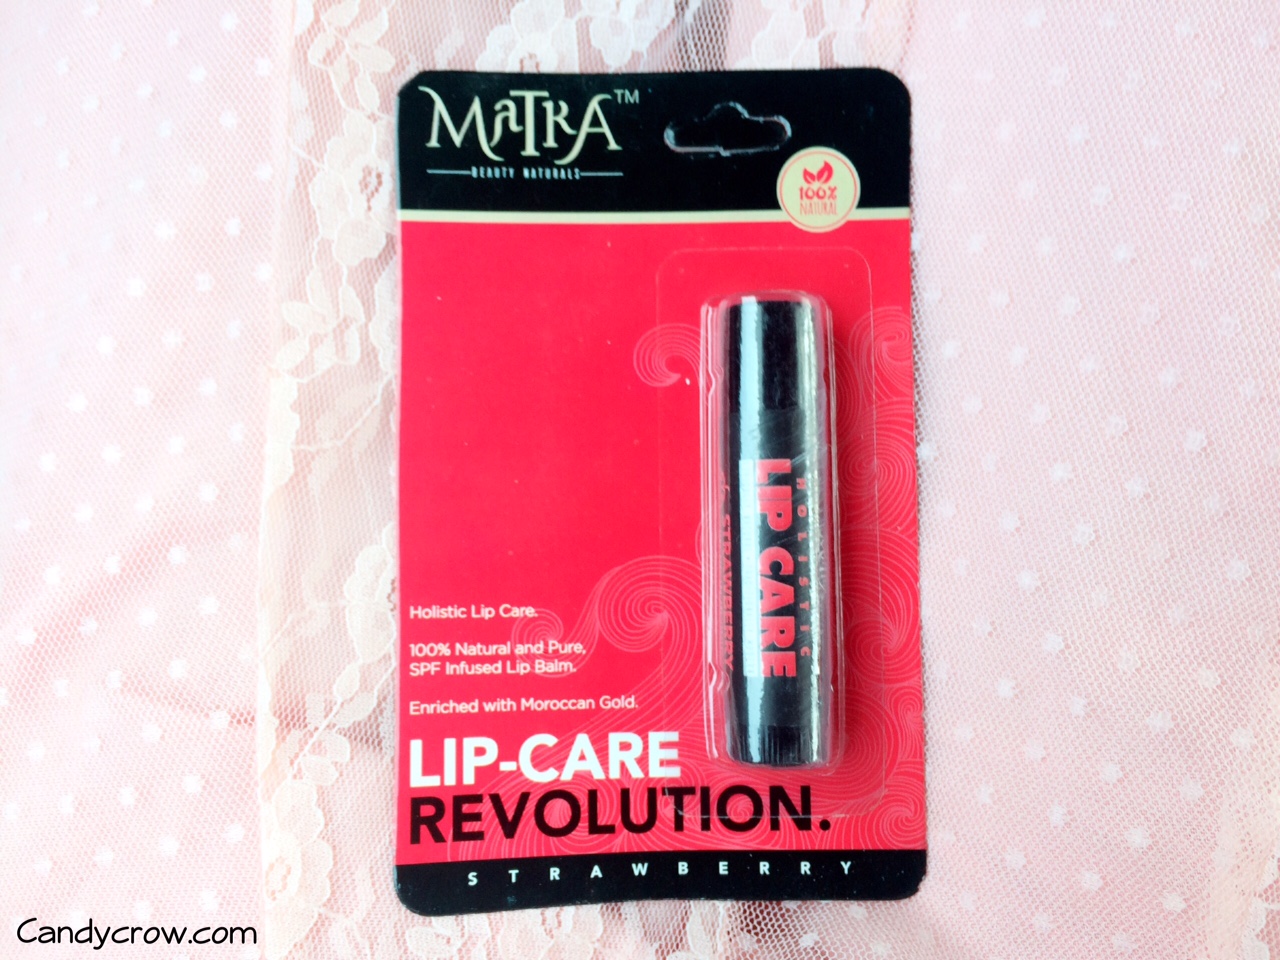 MATRA™
BEAUTY NATURALS
100%
NATURAL
HOLISTIC
LIP CARE
STRAWBERRY
Holistic Lip Care.
100% Natural and Pure,
SPF Infused Lip Balm.
Enriched with Moroccan Gold.
LIP-CARE
REVOLUTION.
STRAWBERRY
Candycrow.com